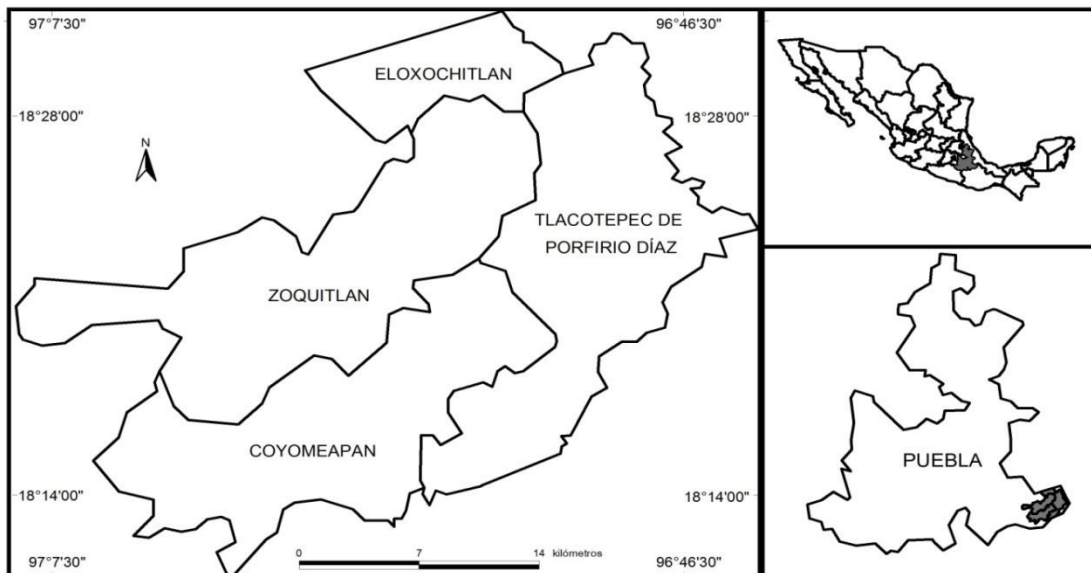 97°7'30"
96°46'30"
ELOXOCHITLAN
18°28'00"
18°28'00"
N
TLACOTEPEC DE
PORFIRIO DÍAZ
ZOQUITLAN
COYOMEAPAN
PUEBLA
18°14'00"
18°14'00"
97°7'30"
96°46'30"
0 7 14 kilómetros